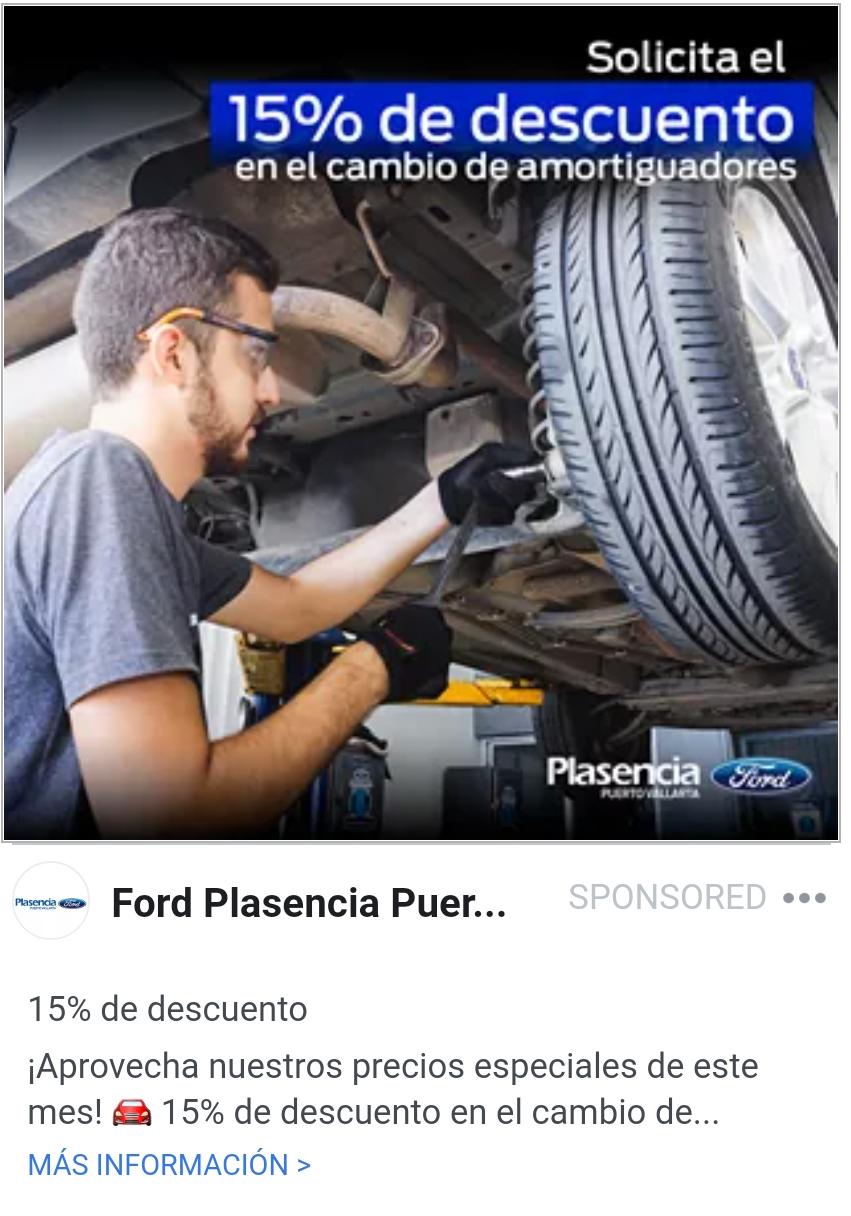 Solicita el
15% de descuento
en el cambio de amortiguadores
Plasencia
PUERTO VALLARTA
Ford
Plasencia Ford
Ford Plasencia Puer...
SPONSORED
15% de descuento
¡Aprovecha nuestros precios especiales de este
mes! 🚘 15% de descuento en el cambio de...
MÁS INFORMACIÓN >